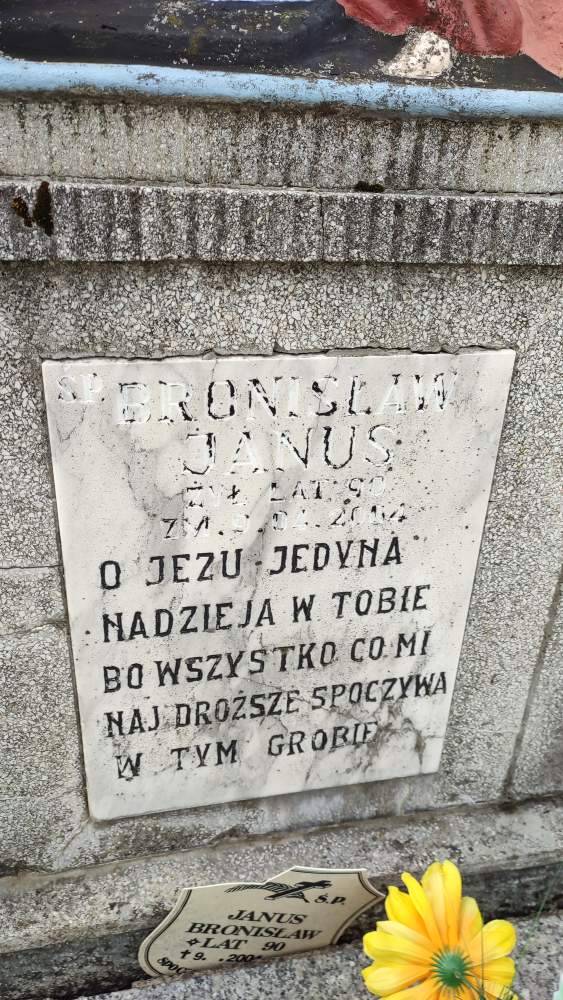 SP. BRONISŁAW
JANUS
ŻYŁ LAT 90
ZM. 9.04.2004
O JEZU JEDYNA
NADZIEJA W TOBIE
BO WSZYSTKO CO MI
NAJ DROŻSZE SPOCZYWA
W TYM GROBIE
Ś.P.
JANUS
BRONISŁAW
LAT 90